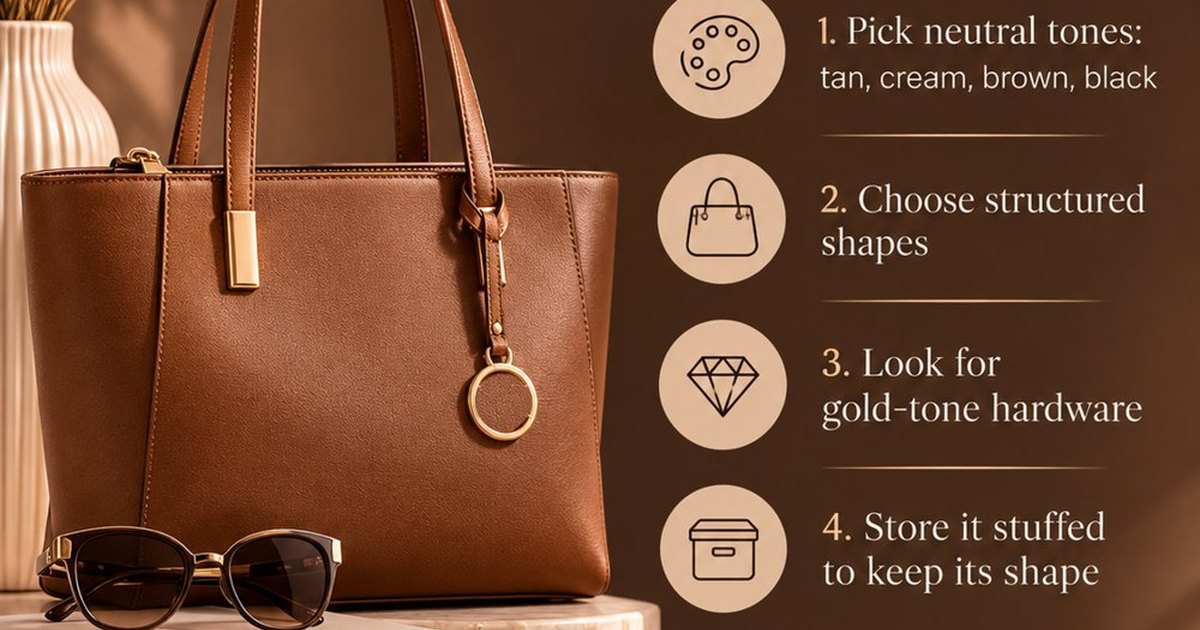 1. Pick neutral tones:
tan, cream, brown, black
2. Choose structured
shapes
3. Look for
gold-tone hardware
4. Store it stuffed
to keep its shape